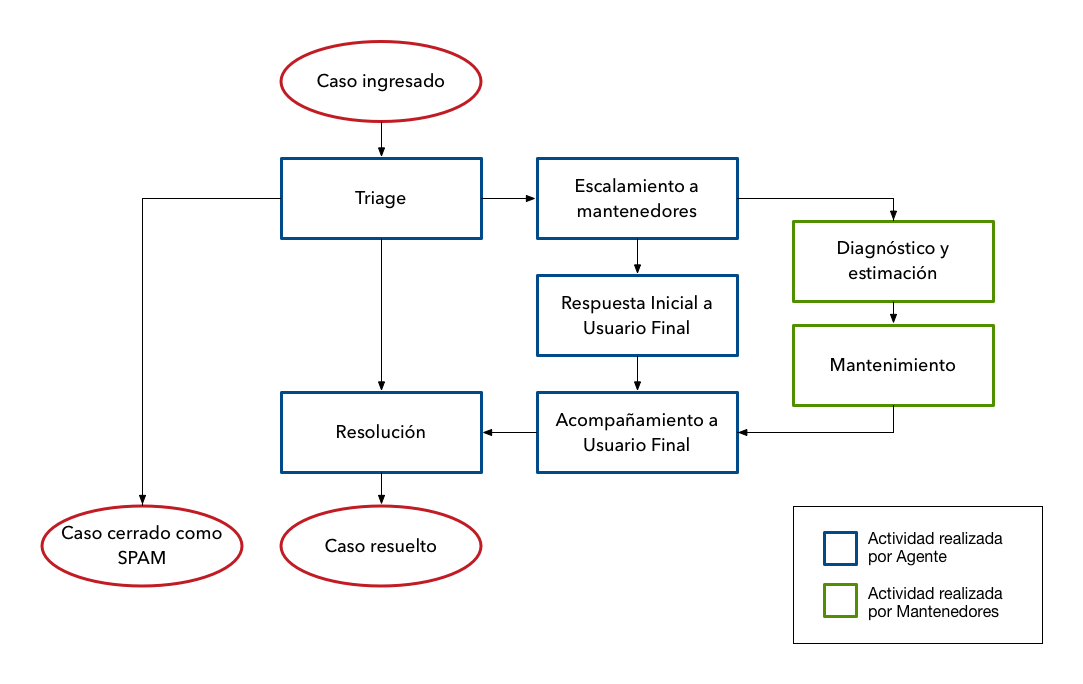 Caso ingresado
Triage
Escalamiento a
mantenedores
Diagnóstico y
estimación
Respuesta Inicial a
Usuario Final
Mantenimiento
Resolución
Acompañamiento a
Usuario Final
Caso cerrado como
SPAM
Caso resuelto
Actividad realizada
por Agente
Actividad realizada
por Mantenedores